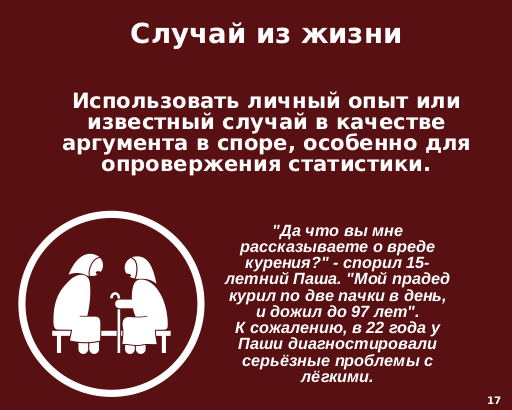 Случай из жизни
Использовать личный опыт или
известный случай в качестве
аргумента в споре, особенно для
опровержения статистики.
"Да что вы мне
рассказываете о вреде
курения?" - спорил 15-
летний Паша. "Мой прадед
курил по две пачки в день,
и дожил до 97 лет".
К сожалению, в 22 года у
Паши диагностировали
серьёзные проблемы с
лёгкими.
17